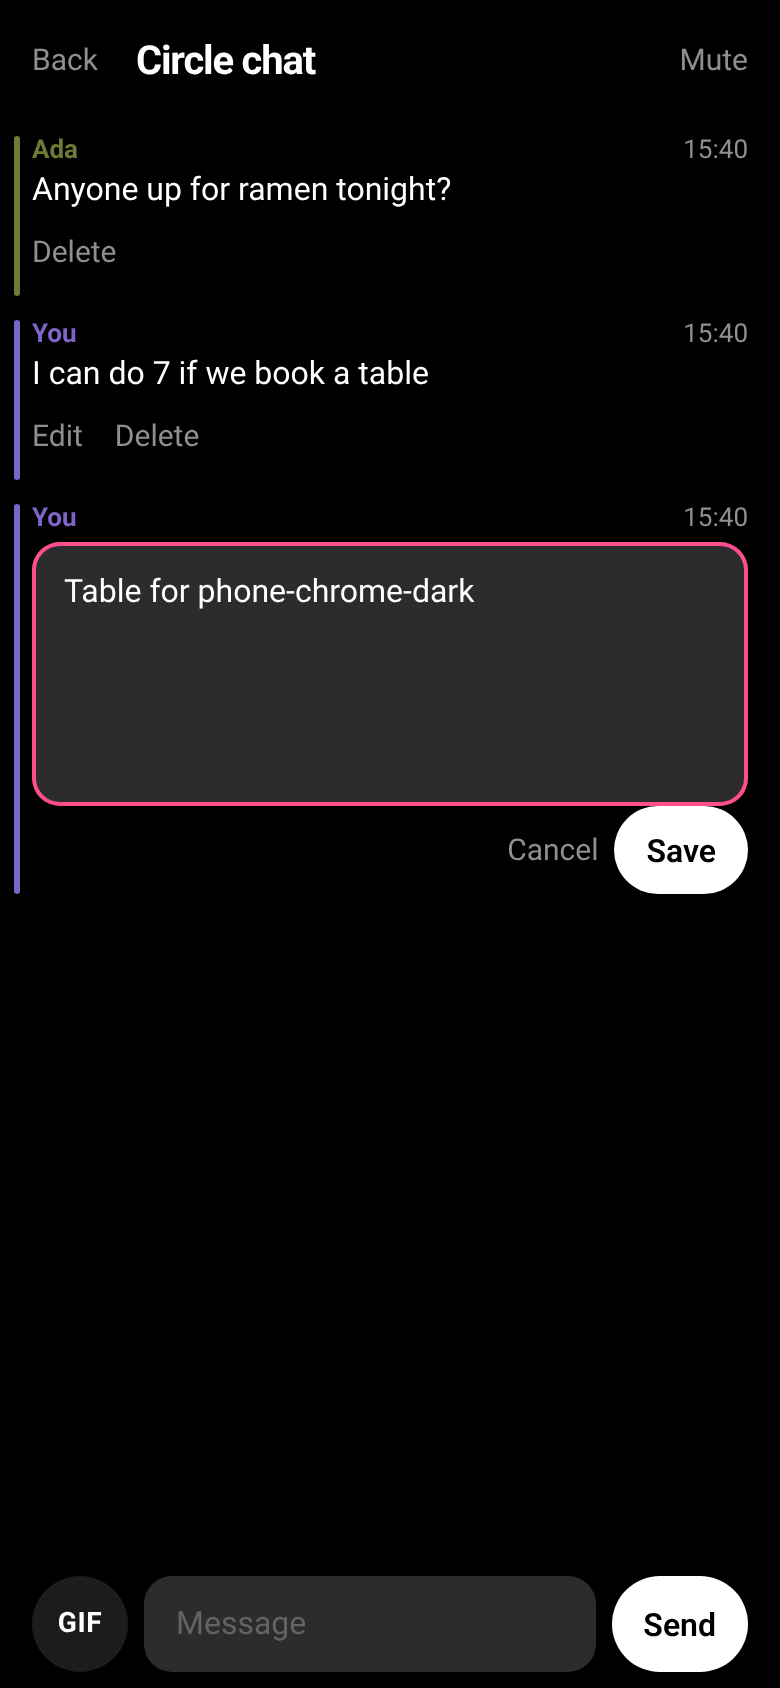 Back Circle chat Mute
Ada 15:40
Anyone up for ramen tonight?
Delete
You 15:40
I can do 7 if we book a table
Edit Delete
You 15:40
Table for phone-chrome-dark
Cancel Save
GIF Message Send